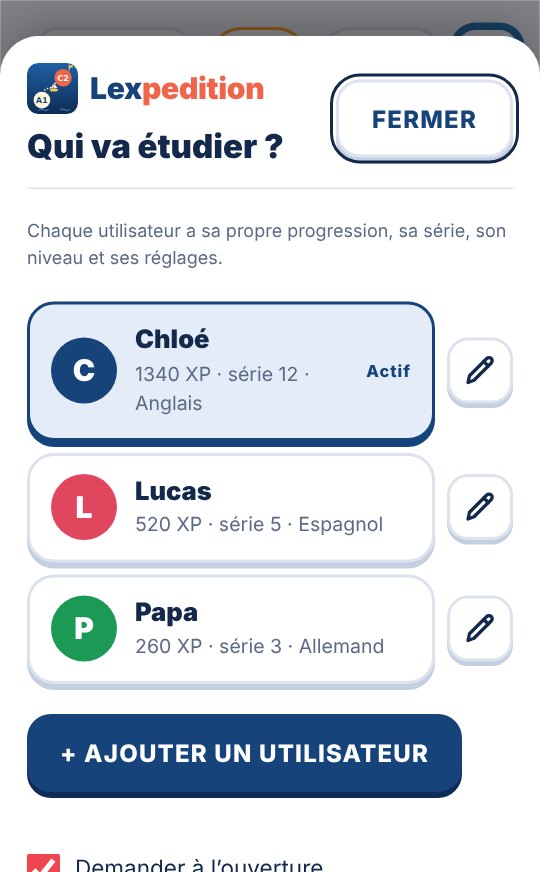 C2
A1
Lexpedition
Qui va étudier ?
FERMER
Chaque utilisateur a sa propre progression, sa série, son
niveau et ses réglages.
C
Chloé
1340 XP · série 12 ·
Anglais
Actif
L
Lucas
520 XP · série 5 · Espagnol
P
Papa
260 XP · série 3 · Allemand
+ AJOUTER UN UTILISATEUR
Demander à l’ouverture